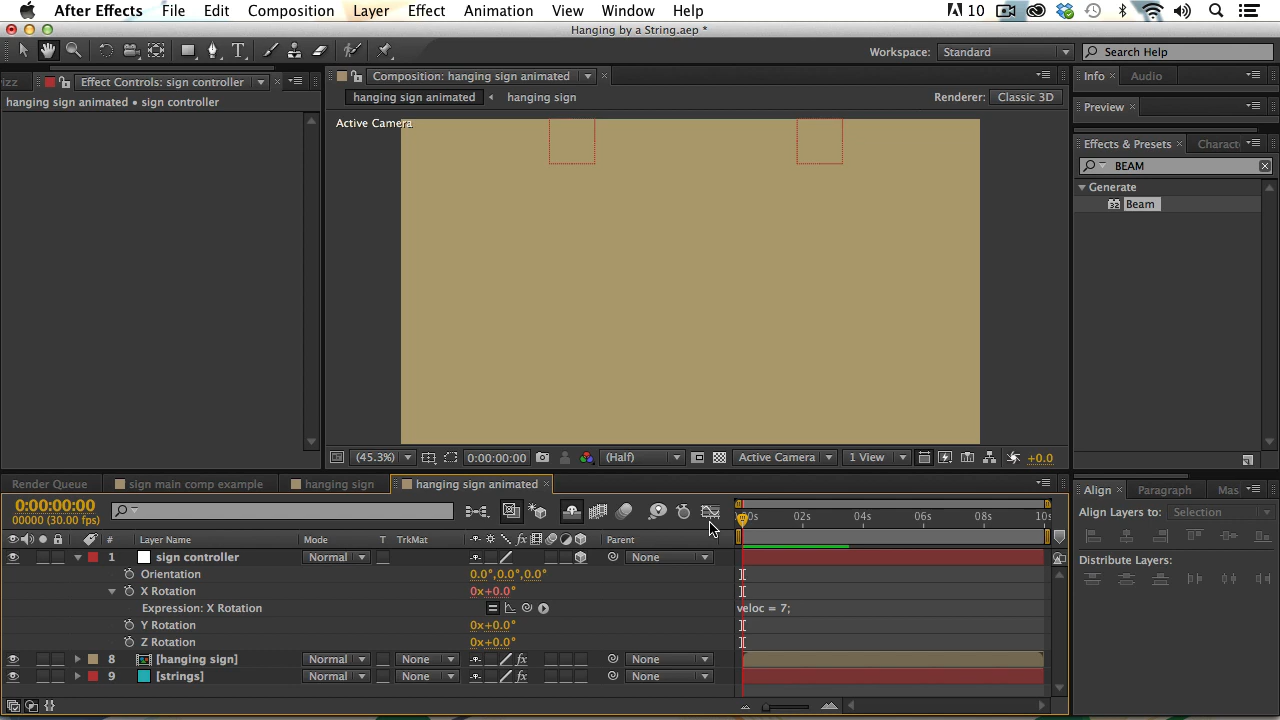 After Effects File Edit Composition Layer Effect Animation View Window Help 10
Hanging by a String.aep *
Workspace: Standard Search Help
Effect Controls: sign controller
hanging sign animated • sign controller
Composition: hanging sign animated
hanging sign animated hanging sign
Renderer: Classic 3D
Active Camera
(45.3%) 0:00:00:00 (Half) Active Camera 1 View +0.0
Info Audio
Preview
Effects & Presets Charact
BEAM
Generate
32 Beam
Render Queue sign main comp example hanging sign hanging sign animated
0:00:00:00
00000 (30.00 fps)
02s 04s 06s 08s 10s
# Layer Name Mode T TrkMat Parent
1 sign controller Normal None
Orientation 0.0°,0.0°,0.0°
X Rotation 0x+0.0°
Expression: X Rotation veloc = 7;
Y Rotation 0x+0.0°
Z Rotation 0x+0.0°
8 [hanging sign] Normal None fx None
9 [strings] Normal None fx None
Align Paragraph Mas
Align Layers to: Selection
Distribute Layers: